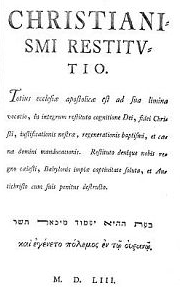 CHRISTIANI-
SMI RESTITV-
TIO.
Totius ecclesiæ apostolicæ est ad sua limina
vocatio, in integrum restituta cognitione Dei, fidei Chri-
sti, iustificationis nostræ, regenerationis baptismi, et cœ-
næ domini manducationis. Restituto denique nobis re-
gno cœlesti, Babylonis impiæ captiuitate soluta, et An-
tichristo cum suis penitus destructo.
בעת ההיא יעמוד מיכאל השר
καὶ ἐγένετο πόλεμος ἐν τῷ οὐρανῷ.
M. D. LIII.